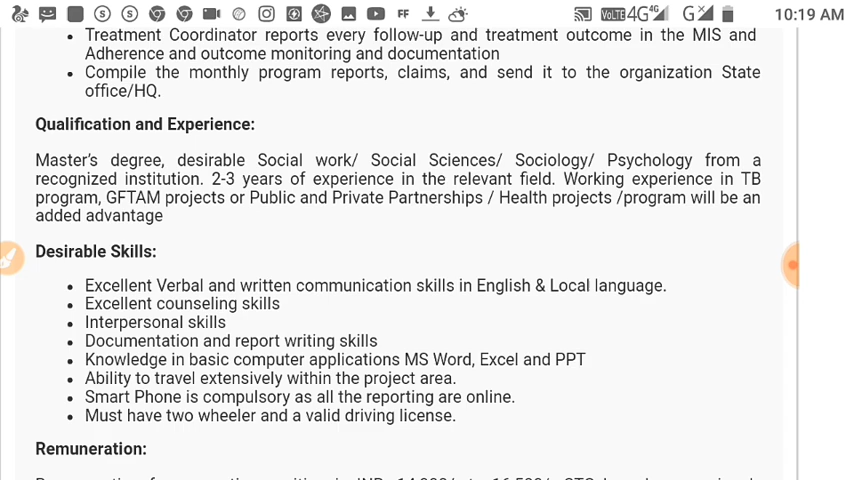 FF VoLTE 4G 4G G X 10:19 AM
Treatment Coordinator reports every follow-up and treatment outcome in the MIS and
Adherence and outcome monitoring and documentation
Compile the monthly program reports, claims, and send it to the organization State
office/HQ.
Qualification and Experience:
Master's degree, desirable Social work/ Social Sciences/ Sociology/ Psychology from a
recognized institution. 2-3 years of experience in the relevant field. Working experience in TB
program, GFTAM projects or Public and Private Partnerships / Health projects /program will be an
added advantage
Desirable Skills:
Excellent Verbal and written communication skills in English & Local language.
Excellent counseling skills
Interpersonal skills
Documentation and report writing skills
Knowledge in basic computer applications MS Word, Excel and PPT
Ability to travel extensively within the project area.
Smart Phone is compulsory as all the reporting are online.
Must have two wheeler and a valid driving license.
Remuneration: